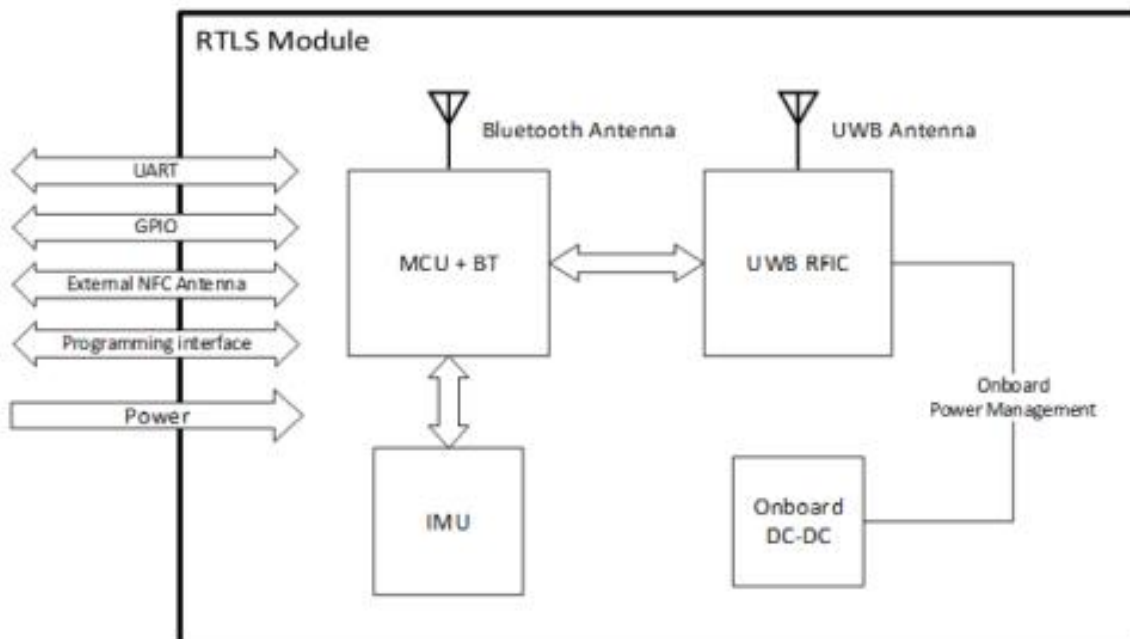 RTLS Module
Bluetooth Antenna
UWB Antenna
UART
GPIO
External NFC Antenna
Programming interface
Power
MCU + BT
UWB RFIC
Onboard
Power Management
IMU
Onboard
DC-DC